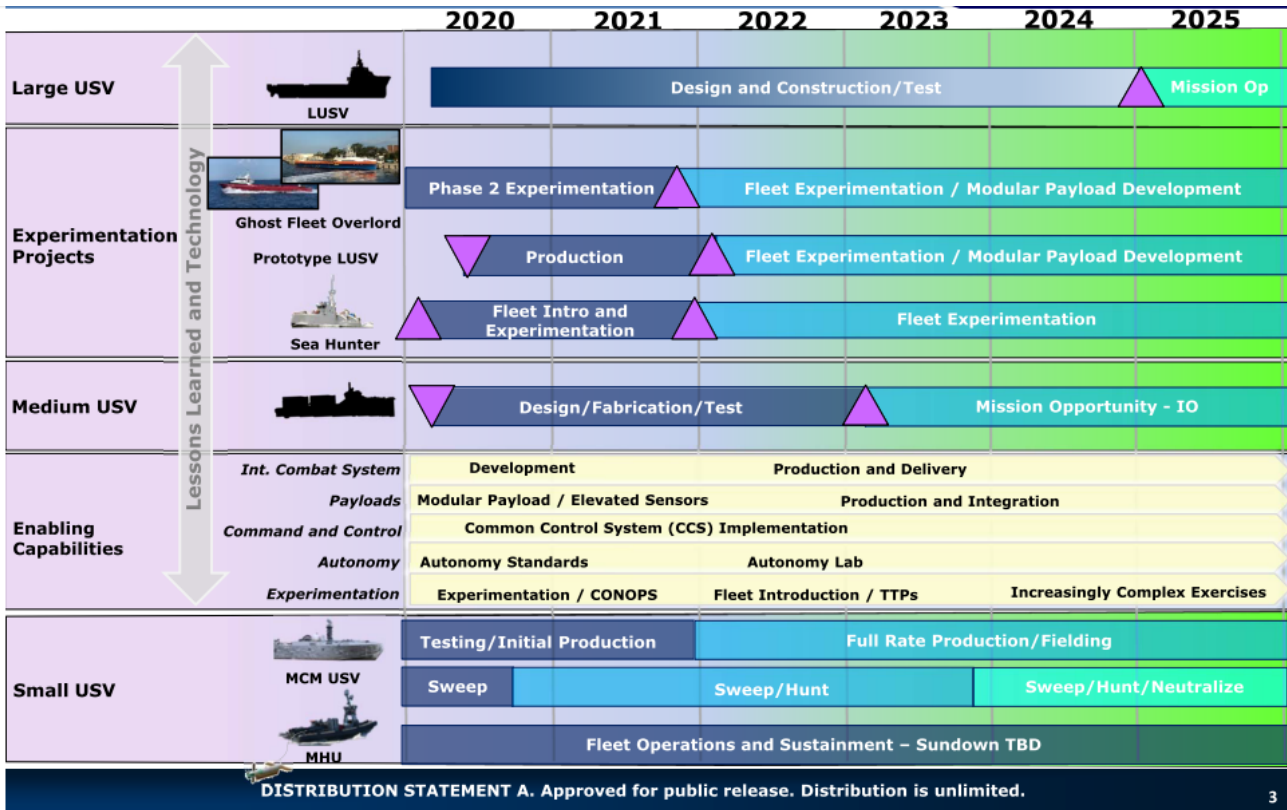 2020 2021 2022 2023 2024 2025
Lessons Learned and Technology
Large USV
LUSV
Design and Construction/Test
Mission Op
Experimentation
Projects
Ghost Fleet Overlord
Phase 2 Experimentation
Fleet Experimentation / Modular Payload Development
Prototype LUSV
Production
Fleet Experimentation / Modular Payload Development
Sea Hunter
Fleet Intro and
Experimentation
Fleet Experimentation
Medium USV
Design/Fabrication/Test
Mission Opportunity - IO
Enabling
Capabilities
Int. Combat System
Development
Production and Delivery
Payloads
Modular Payload / Elevated Sensors
Production and Integration
Command and Control
Common Control System (CCS) Implementation
Autonomy
Autonomy Standards
Autonomy Lab
Experimentation
Experimentation / CONOPS
Fleet Introduction / TTPs
Increasingly Complex Exercises
Small USV
MCM USV
Testing/Initial Production
Full Rate Production/Fielding
Sweep
Sweep/Hunt
Sweep/Hunt/Neutralize
MHU
Fleet Operations and Sustainment – Sundown TBD
DISTRIBUTION STATEMENT A. Approved for public release. Distribution is unlimited.
3